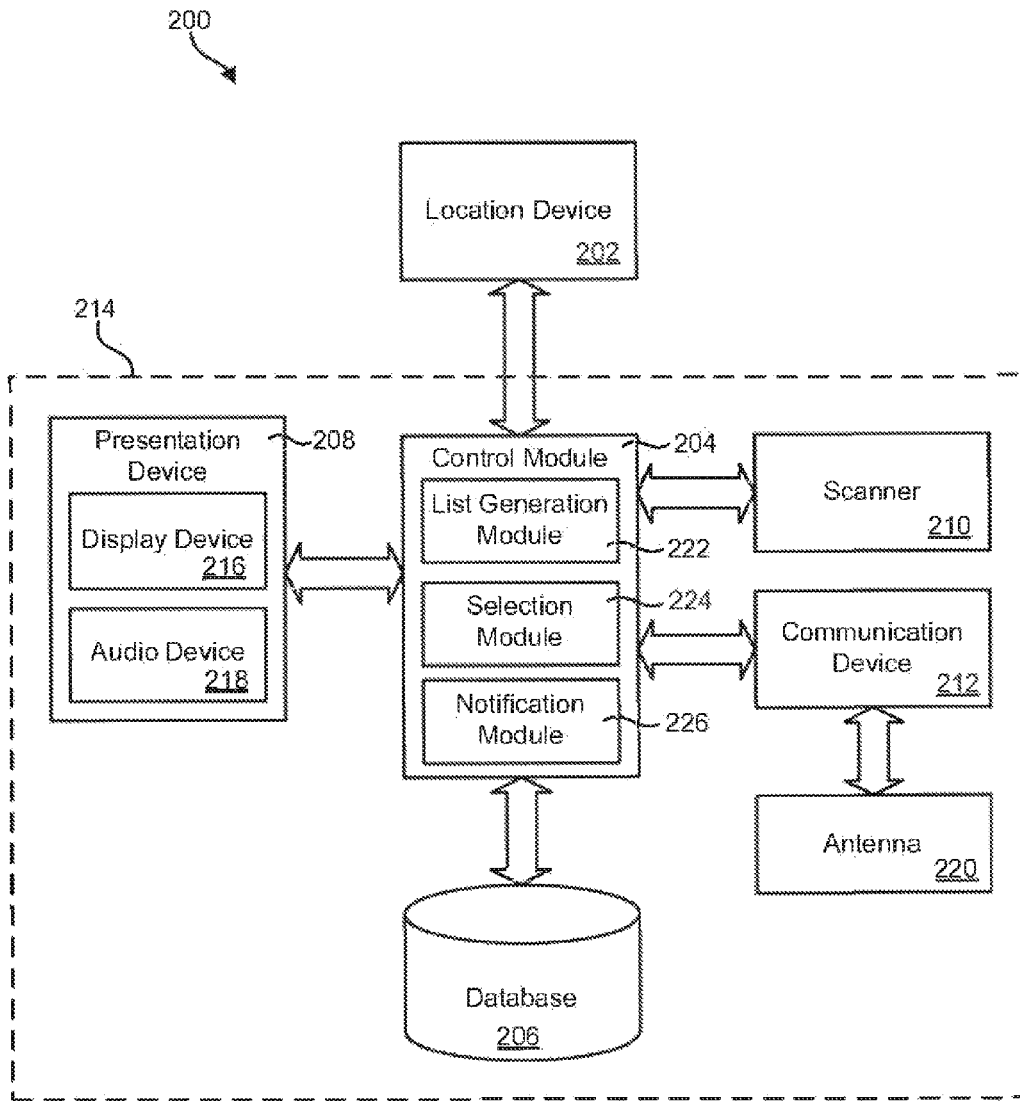 200
Location Device
202
214
Presentation
Device
208
Display Device
216
Audio Device
218
Control Module
204
List Generation
Module
222
Selection
Module
224
Notification
Module
226
Scanner
210
Communication
Device
212
Antenna
220
Database
206